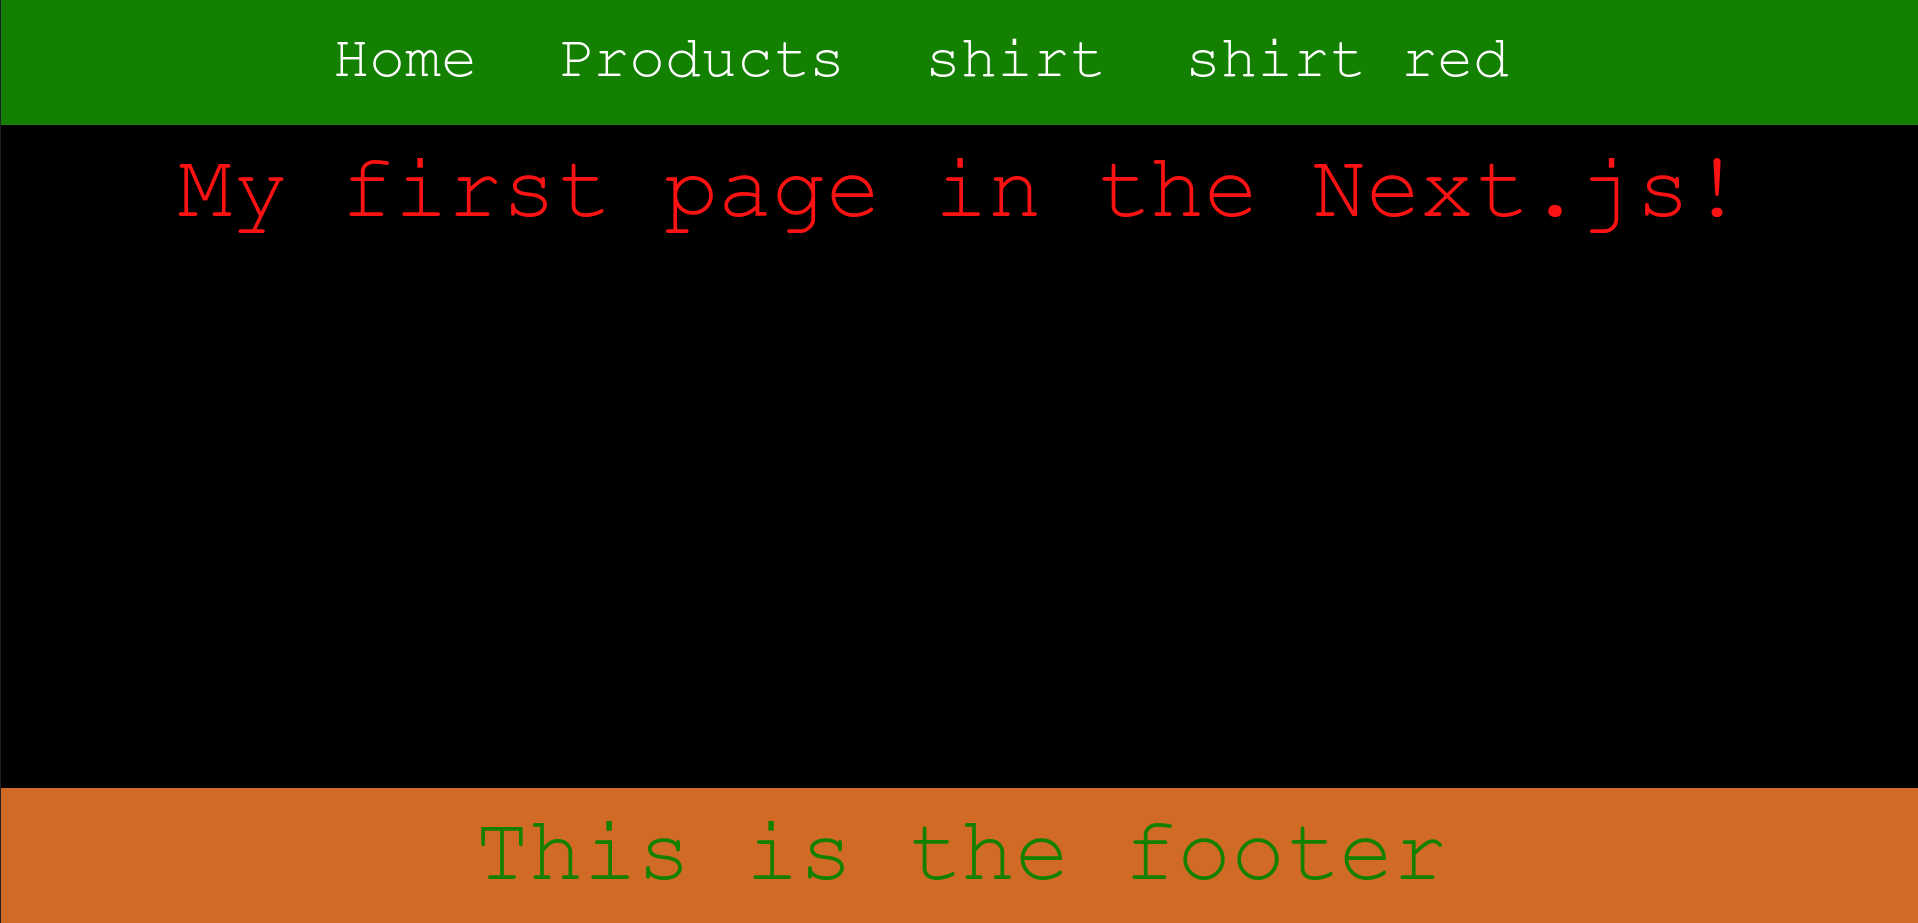 Home Products shirt shirt red
My first page in the Next.js!
This is the footer